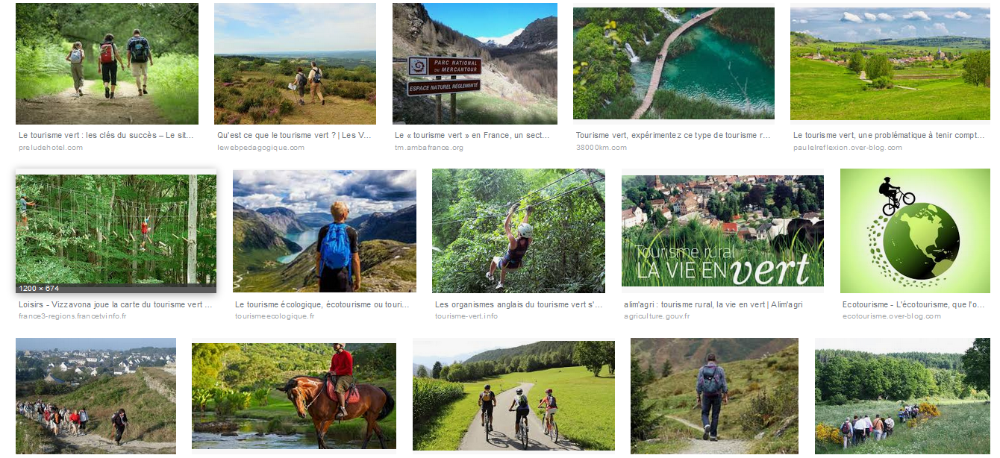 PARC NATIONAL
DU MERCANTOUR
ESPACE NATUREL RÉGLEMENTÉ
Le tourisme vert : les clés du succès – Le sit...
preludehotel.com
Qu'est ce que le tourisme vert ? | Les V...
lewebpedagogique.com
Le « tourisme vert » en France, un sect...
tm.ambafrance.org
Tourisme vert, expérimentez ce type de tourisme r...
38000km.com
Le tourisme vert, une problématique à tenir compt...
paulelreflexion.over-blog.com
1200 × 674
Tourisme rural
LA VIE EN vert
Loisirs - Vizzavona joue la carte du tourisme vert ...
france3-regions.francetvinfo.fr
Le tourisme écologique, écotourisme ou touri...
tourismeecologique.fr
Les organismes anglais du tourisme vert s'...
tourisme-vert.info
alim'agri : tourisme rural, la vie en vert | Alim'agri
agriculture.gouv.fr
Ecotourisme - L'écotourisme, que l'o...
ecotourisme.over-blog.com